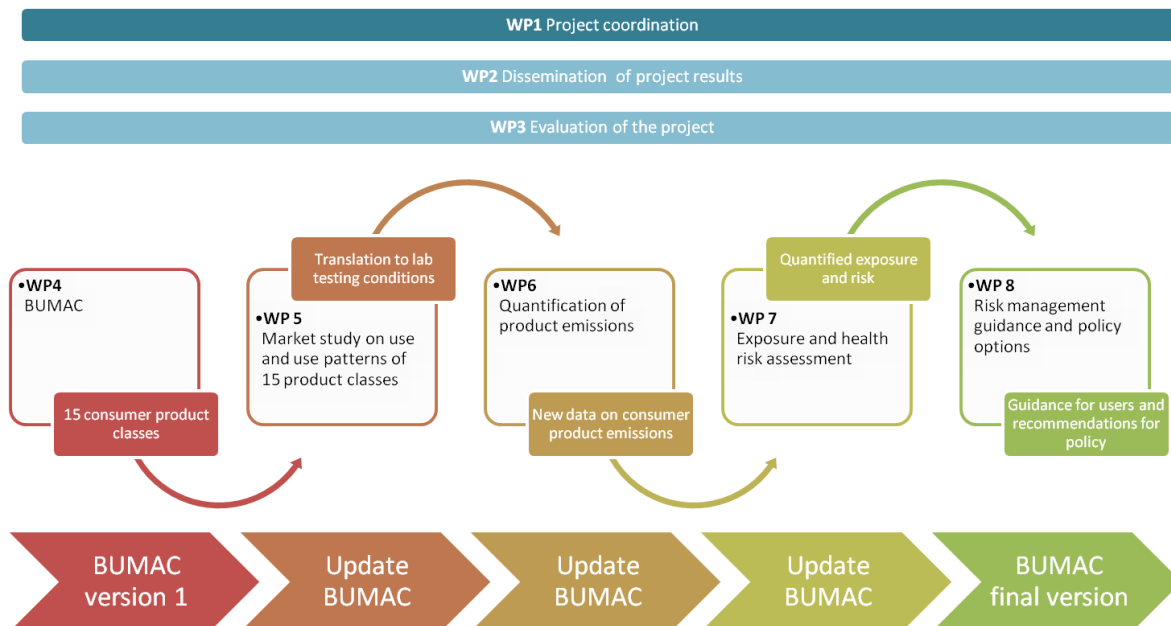 WP1 Project coordination
WP2 Dissemination of project results
WP3 Evaluation of the project
•WP4
BUMAC
15 consumer product
classes
Translation to lab
testing conditions
•WP 5
Market study on use
and use patterns of
15 product classes
•WP6
Quantification of
product emissions
New data on consumer
product emissions
Quantified exposure
and risk
•WP 7
Exposure and health
risk assessment
•WP 8
Risk management
guidance and policy
options
Guidance for users and
recommendations for
policy
BUMAC
version 1
Update
BUMAC
Update
BUMAC
Update
BUMAC
BUMAC
final version